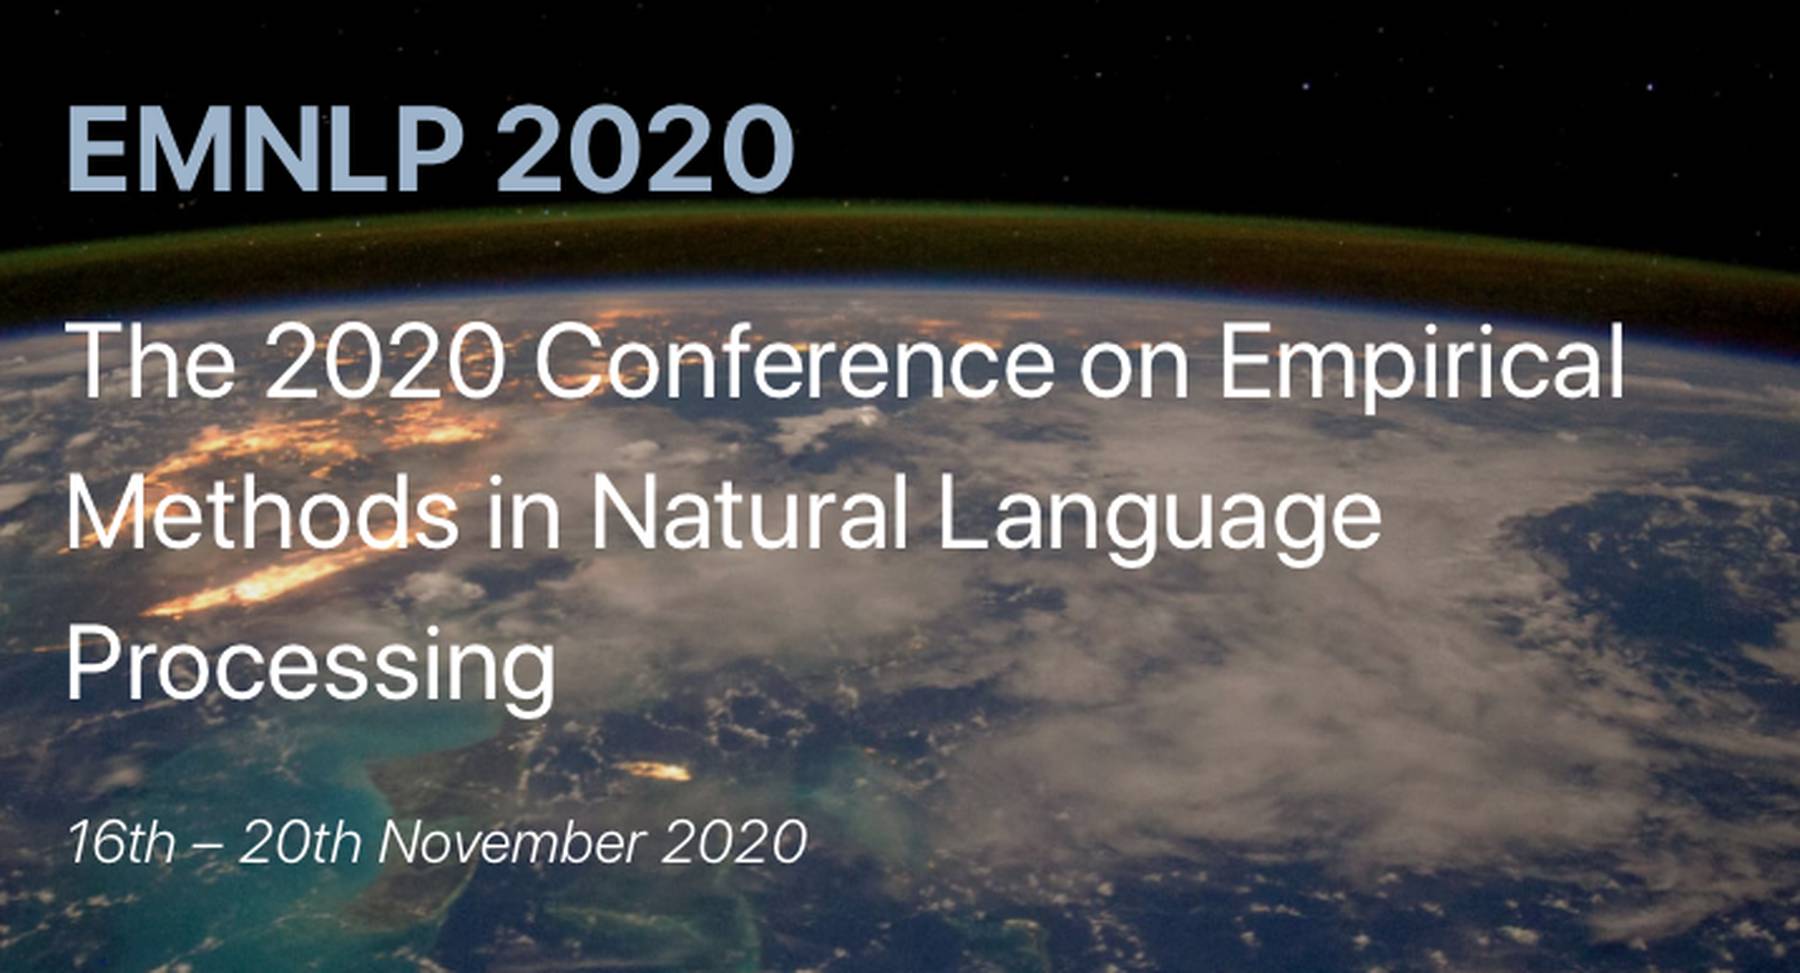 EMNLP 2020
The 2020 Conference on Empirical
Methods in Natural Language
Processing
16th – 20th November 2020